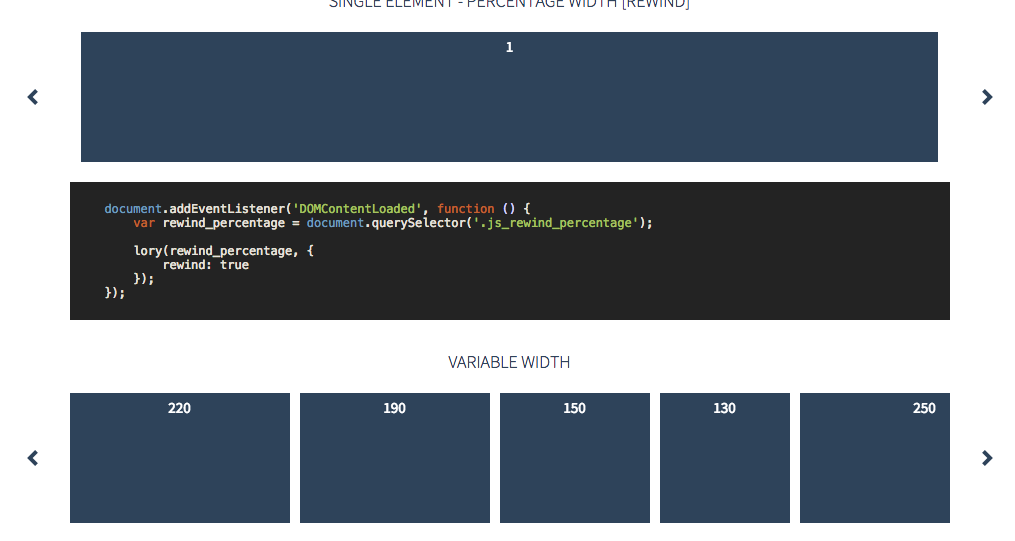 SINGLE ELEMENT - PERCENTAGE WIDTH [REWIND]
1
document.addEventListener('DOMContentLoaded', function () {
    var rewind_percentage = document.querySelector('.js_rewind_percentage');
    lory(rewind_percentage, {
        rewind: true
    });
});
VARIABLE WIDTH
220 190 150 130 250